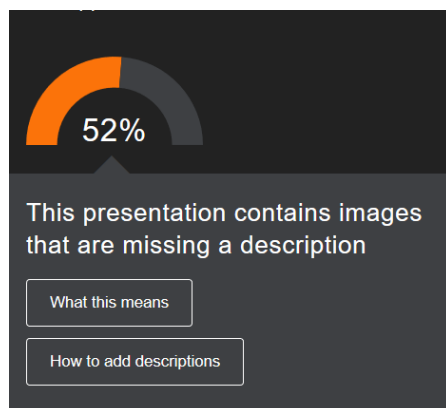 52%
This presentation contains images
that are missing a description
What this means
How to add descriptions